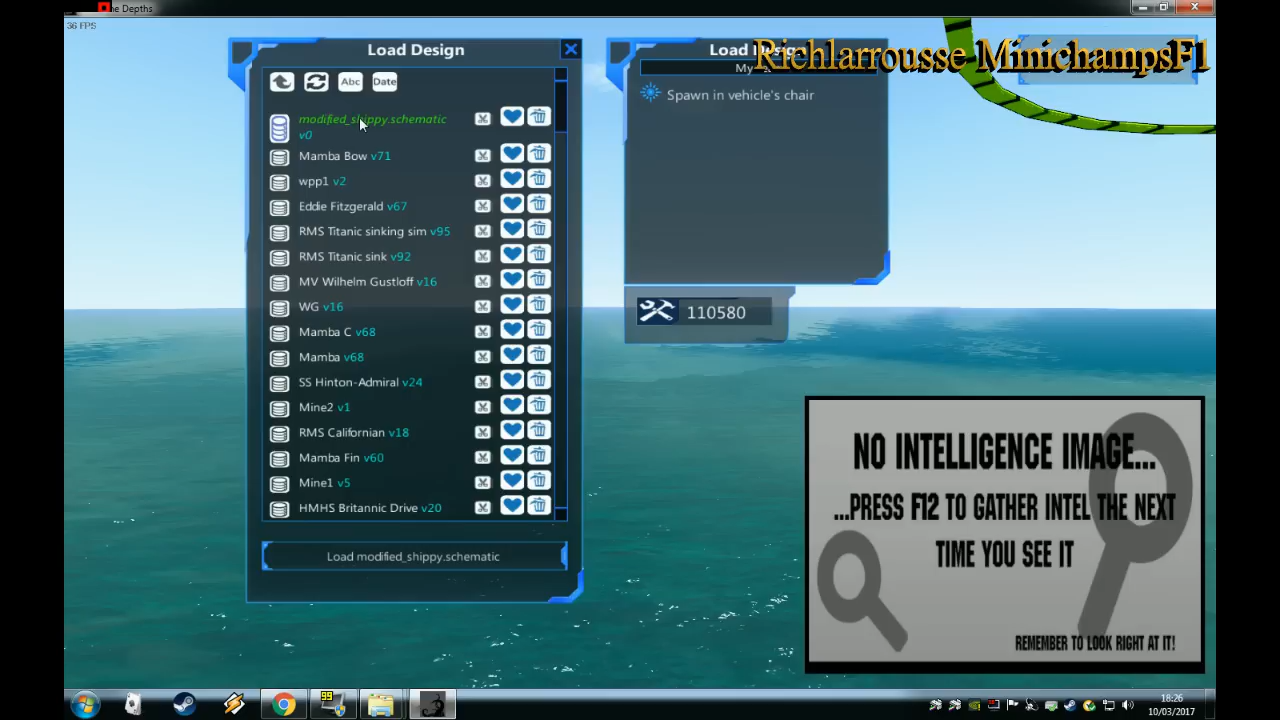 he Depths
36 FPS
Load Design
Abc
Date
modified_shippy.schematic
v0
Mamba Bow v71
wpp1 v2
Eddie Fitzgerald v67
RMS Titanic sinking sim v95
RMS Titanic sink v92
MV Wilhelm Gustloff v16
WG v16
Mamba C v68
Mamba v68
SS Hinton-Admiral v24
Mine2 v1
RMS Californian v18
Mamba Fin v60
Mine1 v5
HMHS Britannic Drive v20
Load modified_shippy.schematic
Load Design
Richlarrousse MinichampsF1
Spawn in vehicle's chair
110580
NO INTELLIGENCE IMAGE...
...PRESS F12 TO GATHER INTEL THE NEXT
TIME YOU SEE IT
REMEMBER TO LOOK RIGHT AT IT!
99
18:26
10/03/2017